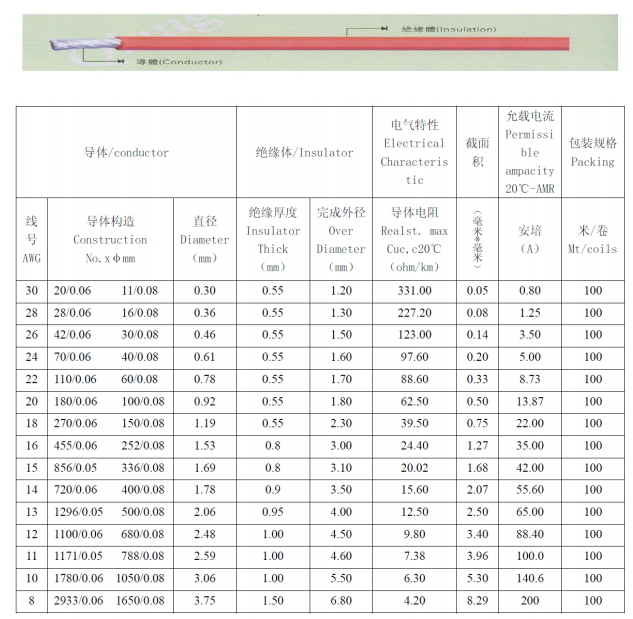 絶緣體(Insulation)
導體(Conductor)
导体/conductor 绝缘体/Insulator 电气特性 Electrical Characteris tic 截面积 允载电流 Permissi ble ampacity 20℃-AMR 包装规格 Packing
线号 AWG 导体构造 Construction No.xφmm 直径 Diameter (mm) 绝缘厚度 Insulator Thick (mm) 完成外径 Over Diameter (mm) 导体电阻 Realst. max Cuc,c20℃ (ohm/km) (毫米*毫米) 安培 (A) 米/卷 Mt/coils
30 20/0.06 11/0.08 0.30 0.55 1.20 331.00 0.05 0.80 100
28 28/0.06 16/0.08 0.36 0.55 1.30 227.20 0.08 1.25 100
26 42/0.06 30/0.08 0.46 0.55 1.50 123.00 0.14 3.50 100
24 70/0.06 40/0.08 0.61 0.55 1.60 97.60 0.20 5.00 100
22 110/0.06 60/0.08 0.78 0.55 1.70 88.60 0.33 8.73 100
20 180/0.06 100/0.08 0.92 0.55 1.80 62.50 0.50 13.87 100
18 270/0.06 150/0.08 1.19 0.55 2.30 39.50 0.75 22.00 100
16 455/0.06 252/0.08 1.53 0.8 3.00 24.40 1.27 35.00 100
15 856/0.05 336/0.08 1.69 0.8 3.10 20.02 1.68 42.00 100
14 720/0.06 400/0.08 1.78 0.9 3.50 15.60 2.07 55.60 100
13 1296/0.05 500/0.08 2.06 0.95 4.00 12.50 2.50 65.00 100
12 1100/0.06 680/0.08 2.48 1.00 4.50 9.80 3.40 88.40 100
11 1171/0.05 788/0.08 2.59 1.00 4.60 7.38 3.96 100.0 100
10 1780/0.06 1050/0.08 3.06 1.00 5.50 6.30 5.30 140.6 100
8 2933/0.06 1650/0.08 3.75 1.50 6.80 4.20 8.29 200 100